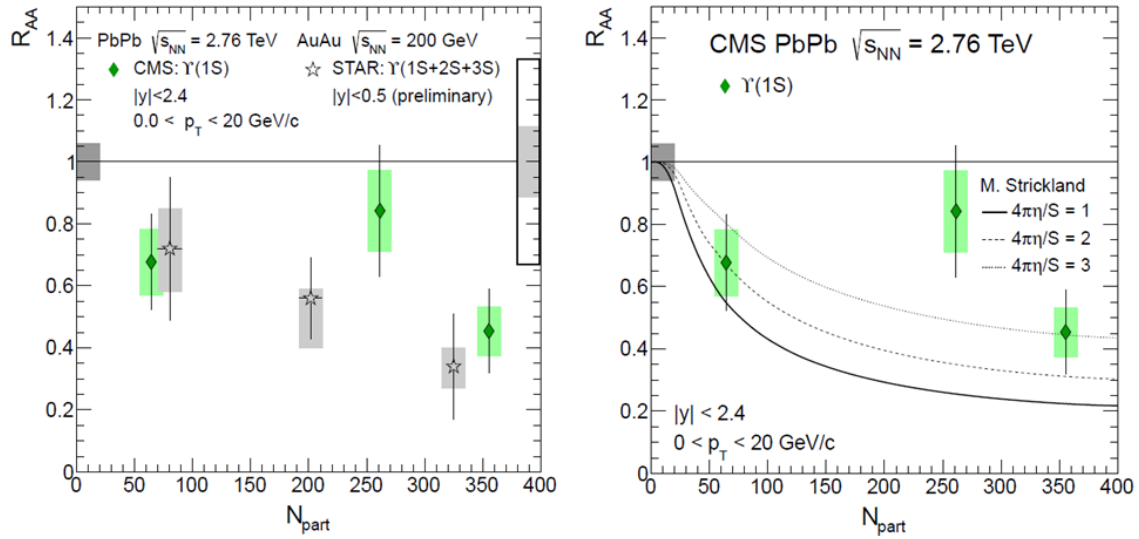 PbPb √s_NN = 2.76 TeV AuAu √s_NN = 200 GeV
CMS: ϒ(1S) STAR: ϒ(1S+2S+3S)
|y|<2.4 |y|<0.5 (preliminary)
0.0 < p_T < 20 GeV/c
R_AA
1.4
1.2
1
0.8
0.6
0.4
0.2
0
0 50 100 150 200 250 300 350 400
N_part
CMS PbPb √s_NN = 2.76 TeV
ϒ(1S)
M. Strickland
4πη/S = 1
4πη/S = 2
4πη/S = 3
|y| < 2.4
0 < p_T < 20 GeV/c
R_AA
1.4
1.2
1
0.8
0.6
0.4
0.2
0
0 50 100 150 200 250 300 350 400
N_part